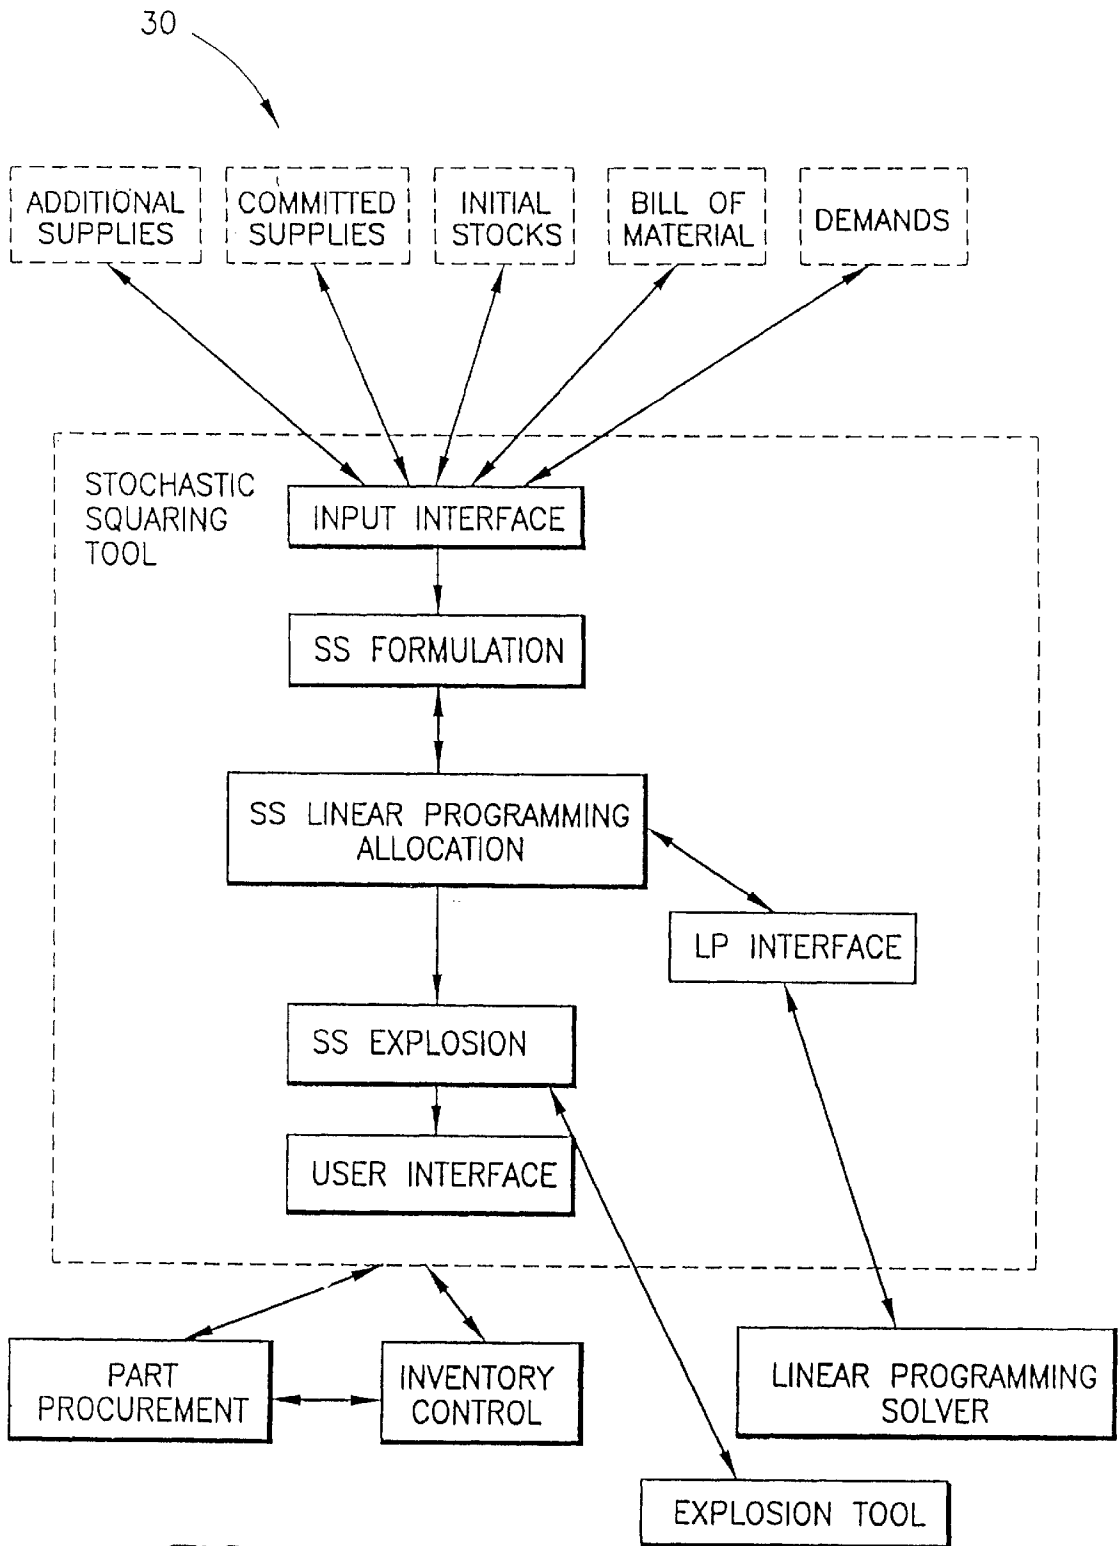 30
ADDITIONAL
SUPPLIES
COMMITTED
SUPPLIES
INITIAL
STOCKS
BILL OF
MATERIAL
DEMANDS
STOCHASTIC
SQUARING
TOOL
INPUT INTERFACE
SS FORMULATION
SS LINEAR PROGRAMMING
ALLOCATION
LP INTERFACE
SS EXPLOSION
USER INTERFACE
PART
PROCUREMENT
INVENTORY
CONTROL
LINEAR PROGRAMMING
SOLVER
EXPLOSION TOOL